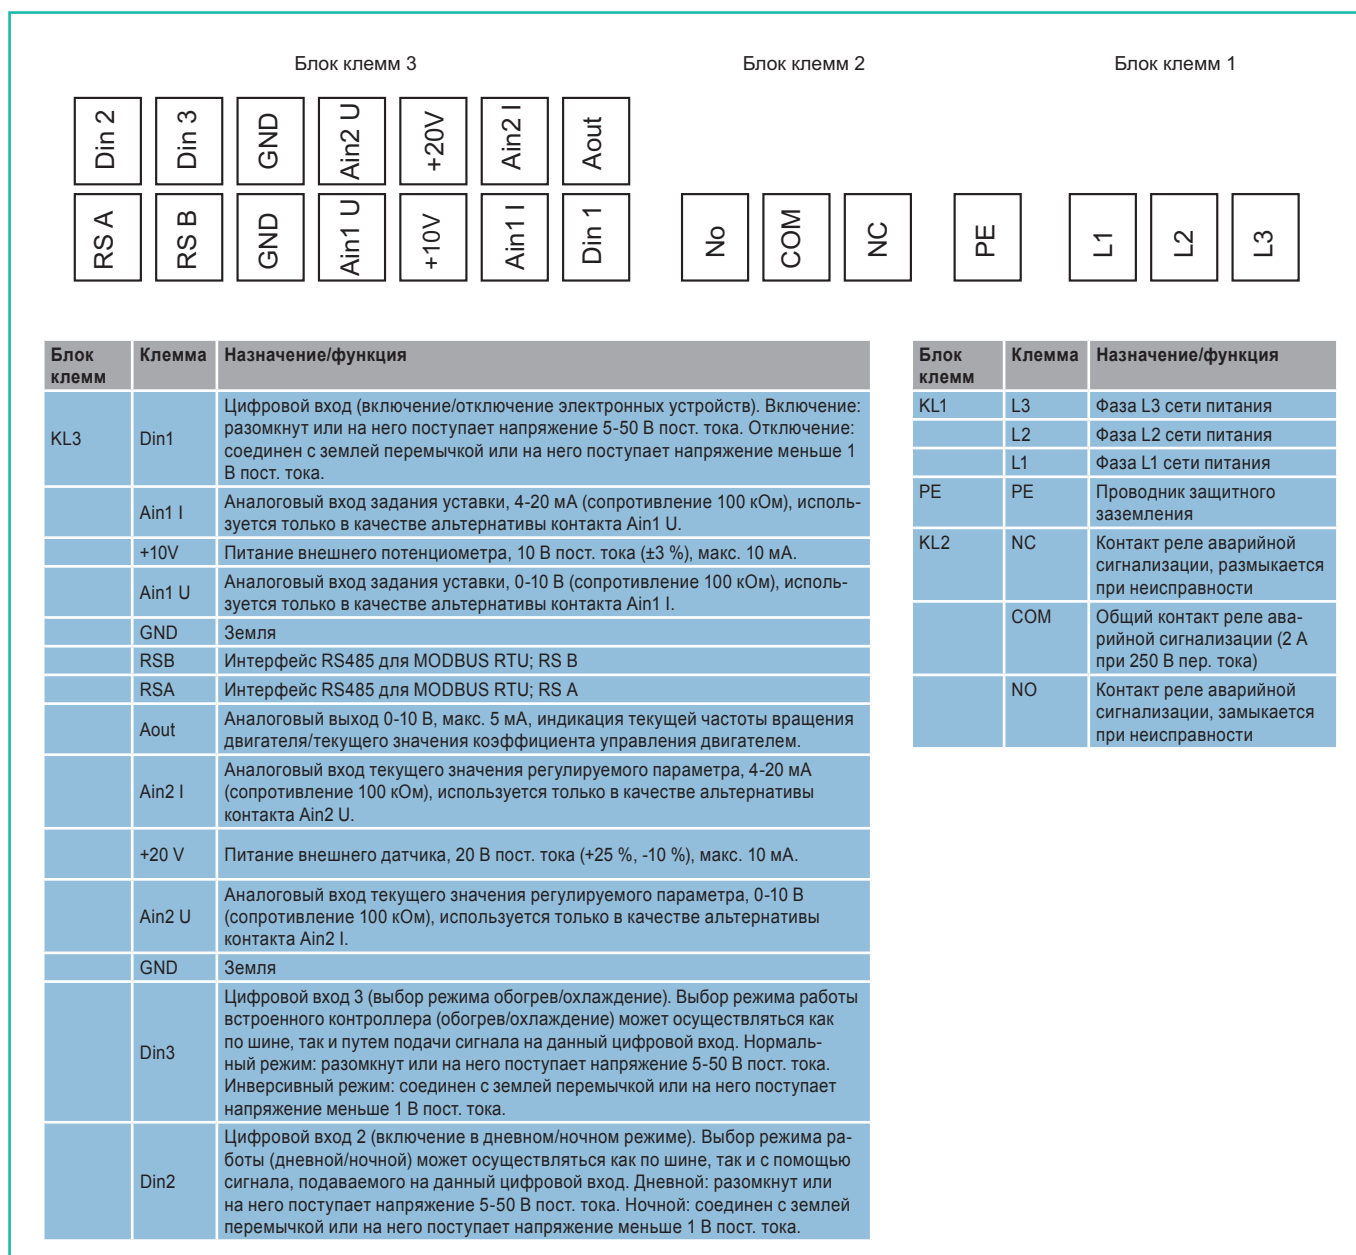 Блок клемм 3
Блок клемм 2
Блок клемм 1
Din 2
Din 3
GND
Ain2 U
+20V
Ain2 I
Aout
RS A
RS B
GND
Ain1 U
+10V
Ain1 I
Din 1
No
COM
NC
PE
L1
L2
L3
Блок клемм
Клемма
Назначение/функция
KL3
Din1
Цифровой вход (включение/отключение электронных устройств). Включение:
разомкнут или на него поступает напряжение 5-50 В пост. тока. Отключение:
соединен с землей перемычкой или на него поступает напряжение меньше 1
В пост. тока.
Ain1 I
Аналоговый вход задания уставки, 4-20 мА (сопротивление 100 кОм), исполь-
зуется только в качестве альтернативы контакта Ain1 U.
+10V
Питание внешнего потенциометра, 10 В пост. тока (±3 %), макс. 10 мА.
Ain1 U
Аналоговый вход задания уставки, 0-10 В (сопротивление 100 кОм), исполь-
зуется только в качестве альтернативы контакта Ain1 I.
GND
Земля
RSB
Интерфейс RS485 для MODBUS RTU; RS B
RSA
Интерфейс RS485 для MODBUS RTU; RS A
Aout
Аналоговый выход 0-10 В, макс. 5 мА, индикация текущей частоты вращения
двигателя/текущего значения коэффициента управления двигателем.
Ain2 I
Аналоговый вход текущего значения регулируемого параметра, 4-20 мА
(сопротивление 100 кОм), используется только в качестве альтернативы
контакта Ain2 U.
+20 V
Питание внешнего датчика, 20 В пост. тока (+25 %, -10 %), макс. 10 мА.
Ain2 U
Аналоговый вход текущего значения регулируемого параметра, 0-10 В
(сопротивление 100 кОм), используется только в качестве альтернативы
контакта Ain2 I.
GND
Земля
Din3
Цифровой вход 3 (выбор режима обогрев/охлаждение). Выбор режима работы
встроенного контроллера (обогрев/охлаждение) может осуществляться как
по шине, так и путем подачи сигнала на данный цифровой вход. Нормаль-
ный режим: разомкнут или на него поступает напряжение 5-50 В пост. тока.
Инверсивный режим: соединен с землей перемычкой или на него поступает
напряжение меньше 1 В пост. тока.
Din2
Цифровой вход 2 (включение в дневном/ночном режиме). Выбор режима ра-
боты (дневной/ночной) может осуществляться как по шине, так и с помощью
сигнала, подаваемого на данный цифровой вход. Дневной: разомкнут или
на него поступает напряжение 5-50 В пост. тока. Ночной: соединен с землей
перемычкой или на него поступает напряжение меньше 1 В пост. тока.
Блок клемм
Клемма
Назначение/функция
KL1
L3
Фаза L3 сети питания
L2
Фаза L2 сети питания
L1
Фаза L1 сети питания
PE
PE
Проводник защитного
заземления
KL2
NC
Контакт реле аварийной
сигнализации, размыкается
при неисправности
COM
Общий контакт реле ава-
рийной сигнализации (2 А
при 250 В пер. тока)
NO
Контакт реле аварийной
сигнализации, замыкается
при неисправности